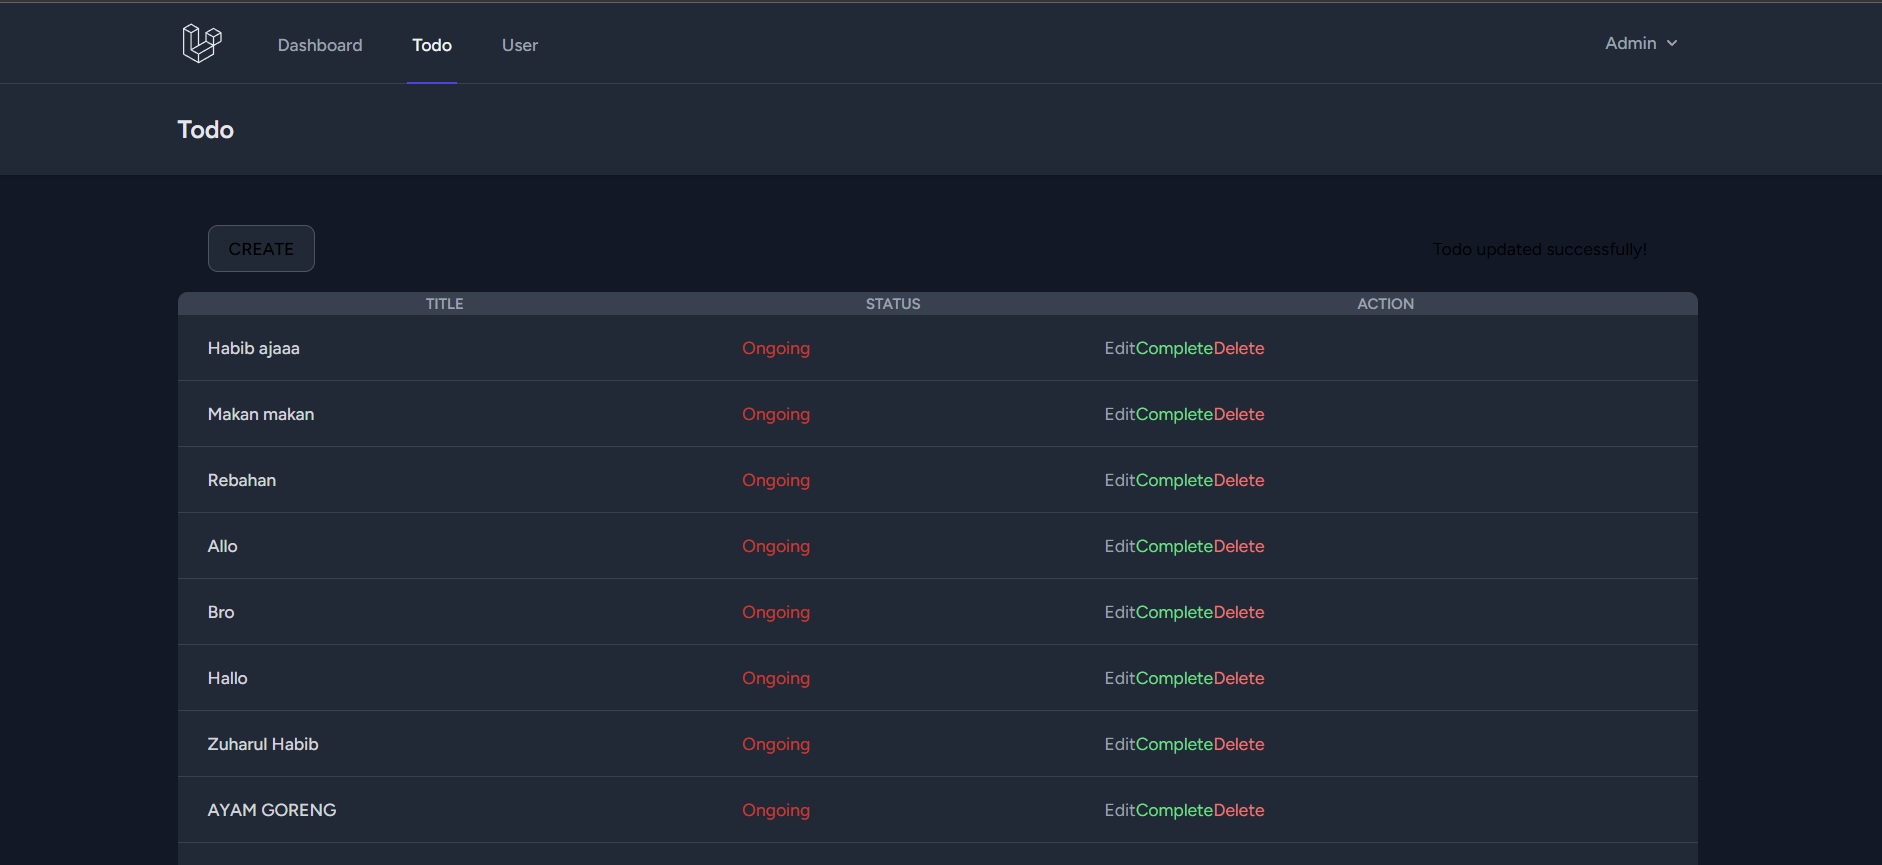 Dashboard Todo User Admin
Todo
CREATE Todo updated successfully!
TITLE STATUS ACTION
Habib ajaaa Ongoing EditCompleteDelete
Makan makan Ongoing EditCompleteDelete
Rebahan Ongoing EditCompleteDelete
Allo Ongoing EditCompleteDelete
Bro Ongoing EditCompleteDelete
Hallo Ongoing EditCompleteDelete
Zuharul Habib Ongoing EditCompleteDelete
AYAM GORENG Ongoing EditCompleteDelete